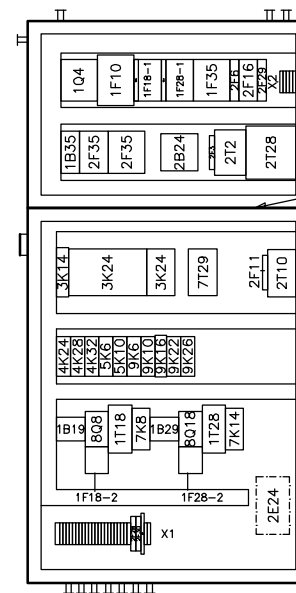 1Q4
1F10
1F18-1
1F28-1
1F35
2F6
2F16
2F29
X2
1B35
2F35
2F35
2B24
2F3
2T2
2T28
3K14
3K24
3K24
7T29
2F11
2T10
4K24
4K28
4K32
5K6
5K10
9K6
9K10
9K16
9K22
9K26
1B19
8Q8
1T18
7K8
1B29
8Q18
1T28
7K14
1F18-2
1F28-2
2E24
X1